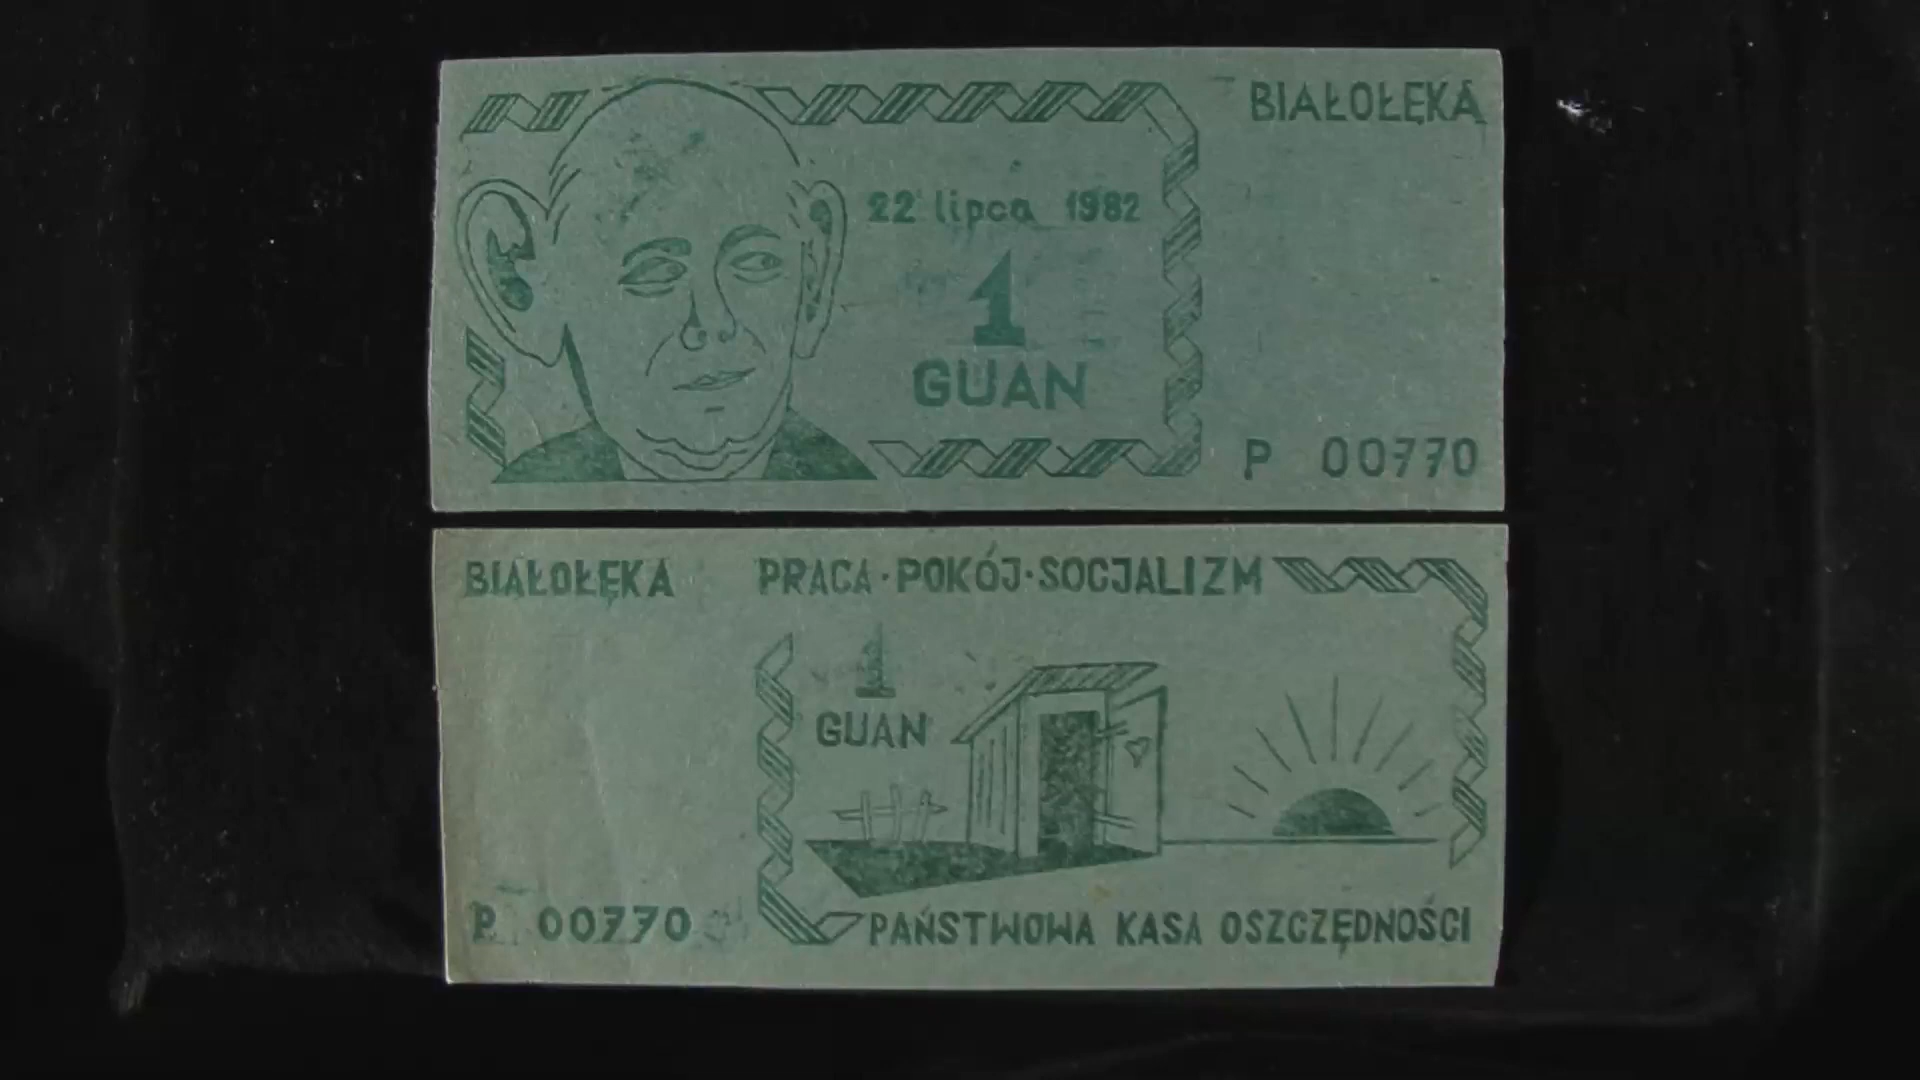 BIAŁOŁĘKA
22 lipca 1982
1
GUAN
P 00770
BIAŁOŁĘKA
PRACA·POKÓJ·SOCJALIZM
1
GUAN
P 00770
PAŃSTWOWA KASA OSZCZĘDNOŚCI